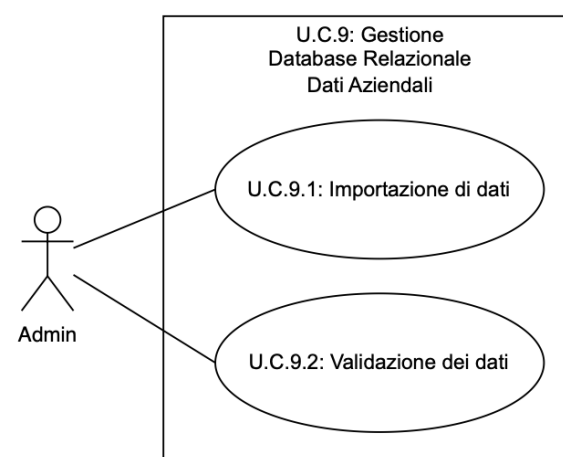 U.C.9: Gestione
Database Relazionale
Dati Aziendali
U.C.9.1: Importazione di dati
Admin
U.C.9.2: Validazione dei dati